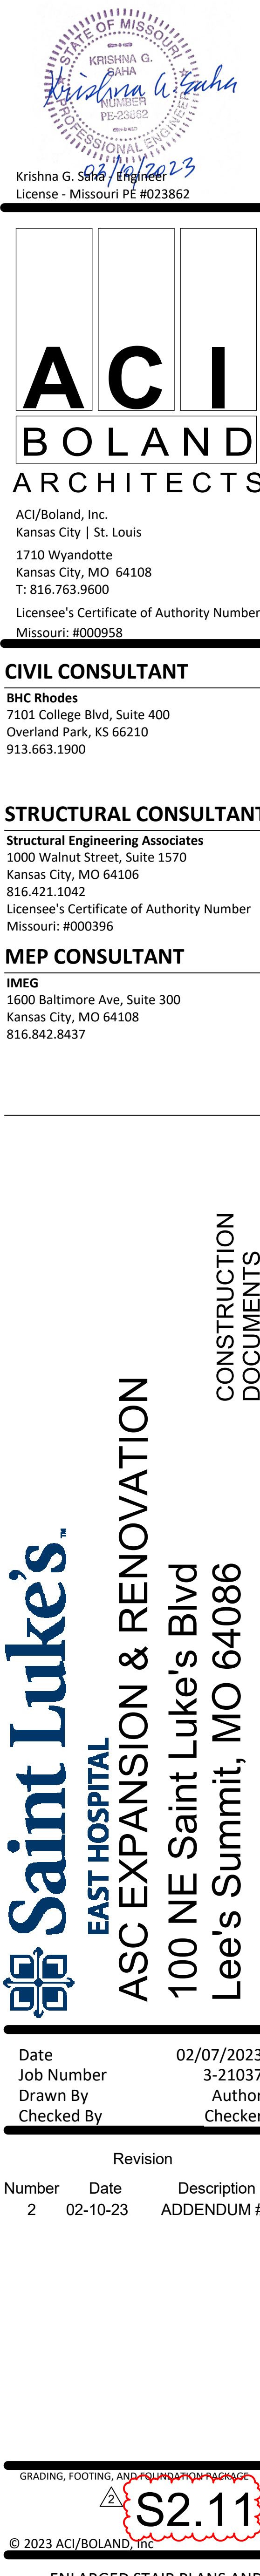 STATE OF MISSOURI
KRISHNA G.
SAHA
NUMBER
PE-23862
PROFESSIONAL ENGINEER
Krishna G. Saha
03/10/2023
Krishna G. Saha - Engineer
License - Missouri PE #023862
A C I
BOLAND
ARCHITECTS
ACI/Boland, Inc.
Kansas City | St. Louis
1710 Wyandotte
Kansas City, MO 64108
T: 816.763.9600
Licensee's Certificate of Authority Number
Missouri: #000958
CIVIL CONSULTANT
BHC Rhodes
7101 College Blvd, Suite 400
Overland Park, KS 66210
913.663.1900
STRUCTURAL CONSULTANT
Structural Engineering Associates
1000 Walnut Street, Suite 1570
Kansas City, MO 64106
816.421.1042
Licensee's Certificate of Authority Number
Missouri: #000396
MEP CONSULTANT
IMEG
1600 Baltimore Ave, Suite 300
Kansas City, MO 64108
816.842.8437
Saint Luke's™
EAST HOSPITAL
ASC EXPANSION & RENOVATION
100 NE Saint Luke's Blvd
Lee's Summit, MO 64086
CONSTRUCTION
DOCUMENTS
Date 02/07/2023
Job Number 3-21037
Drawn By Author
Checked By Checker
Revision
Number Date Description
2 02-10-23 ADDENDUM #
GRADING, FOOTING, AND FOUNDATION PACKAGE
2
S2.11
© 2023 ACI/BOLAND, Inc